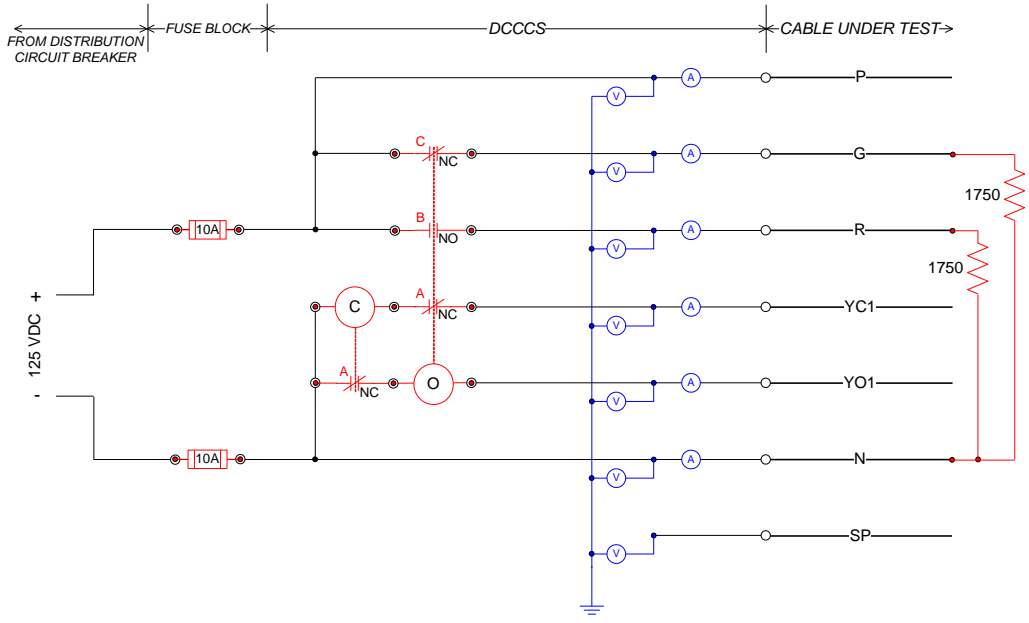 FROM DISTRIBUTION
CIRCUIT BREAKER
FUSE BLOCK
DCCCS
CABLE UNDER TEST
A
P
V
C
NC
A
G
V
1750
B
10A
NO
A
R
V
1750
+
125 VDC
-
C
A
NC
A
YC1
V
A
NC
O
A
YO1
V
10A
A
N
V
SP
V